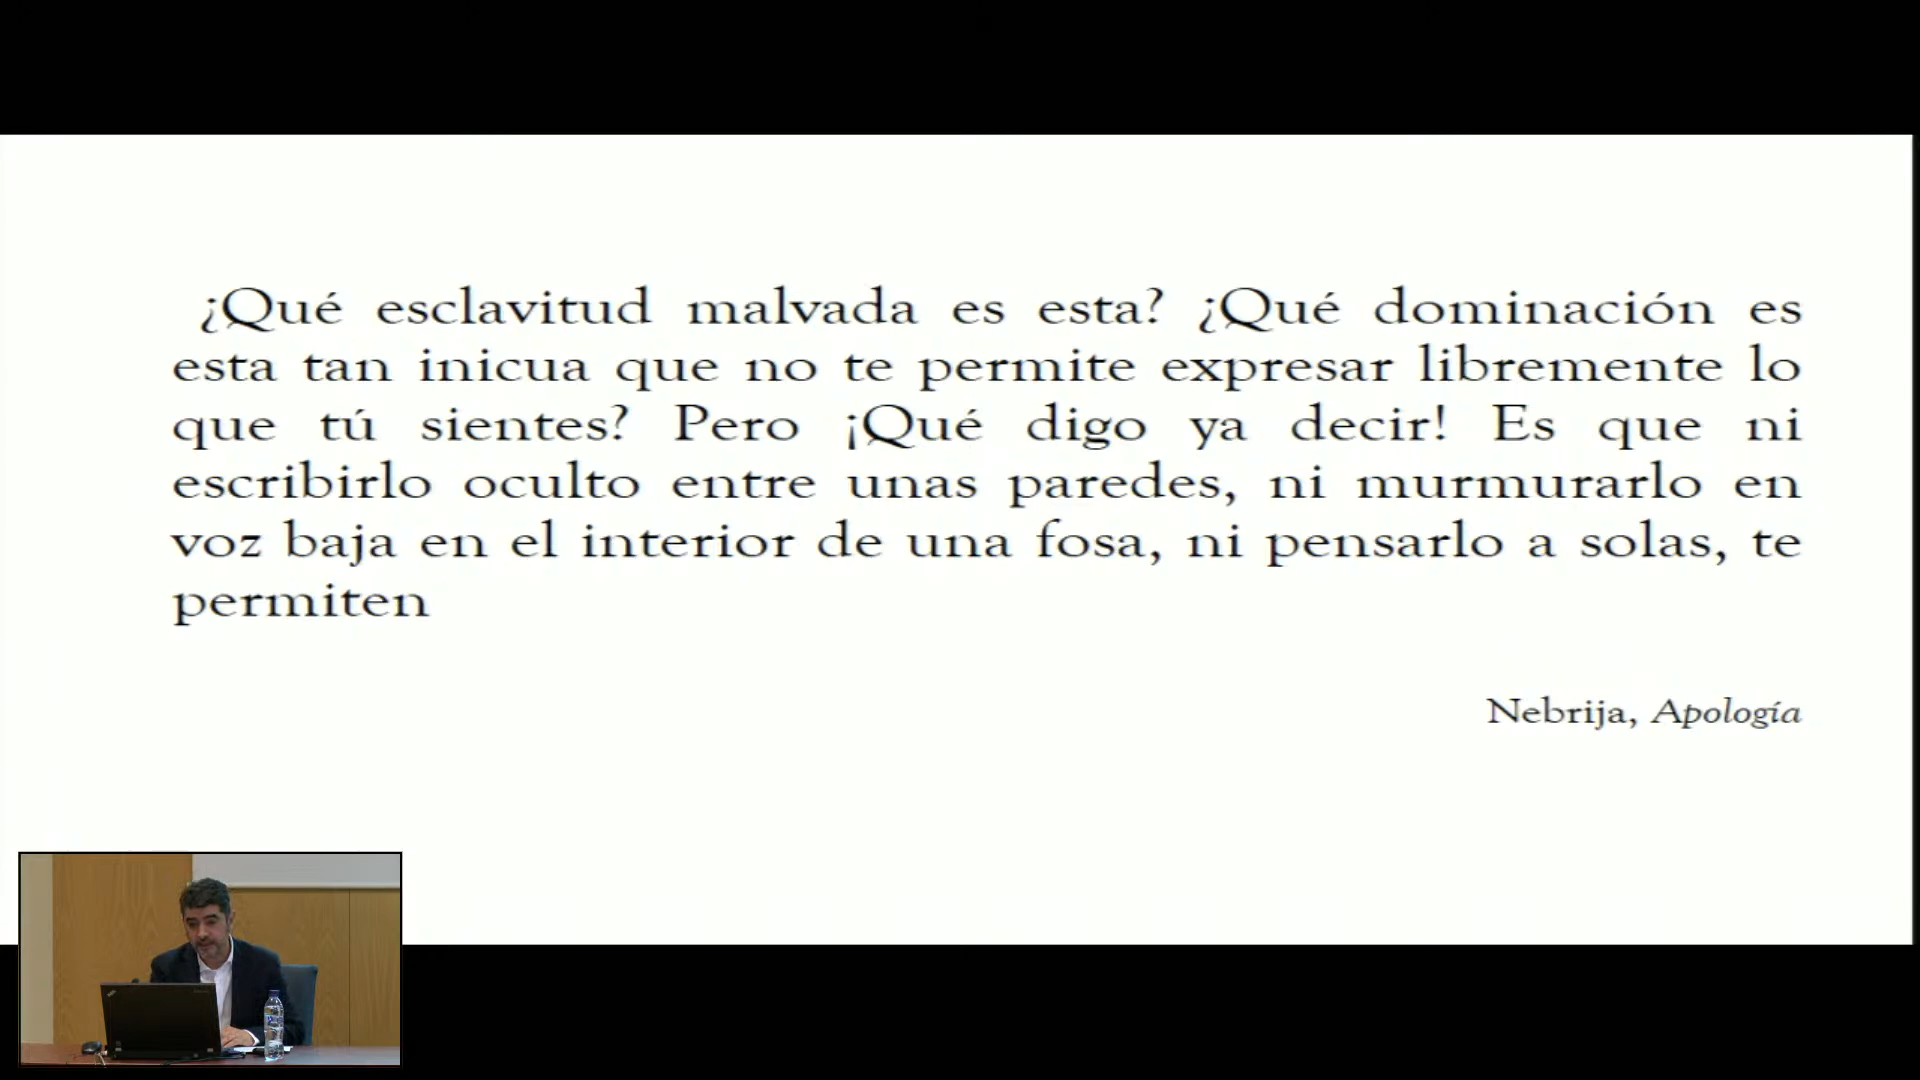 ¿Qué esclavitud malvada es esta? ¿Qué dominación es
esta tan inicua que no te permite expresar libremente lo
que tú sientes? Pero ¡Qué digo ya decir! Es que ni
escribirlo oculto entre unas paredes, ni murmurarlo en
voz baja en el interior de una fosa, ni pensarlo a solas, te
permiten
Nebrija, Apología